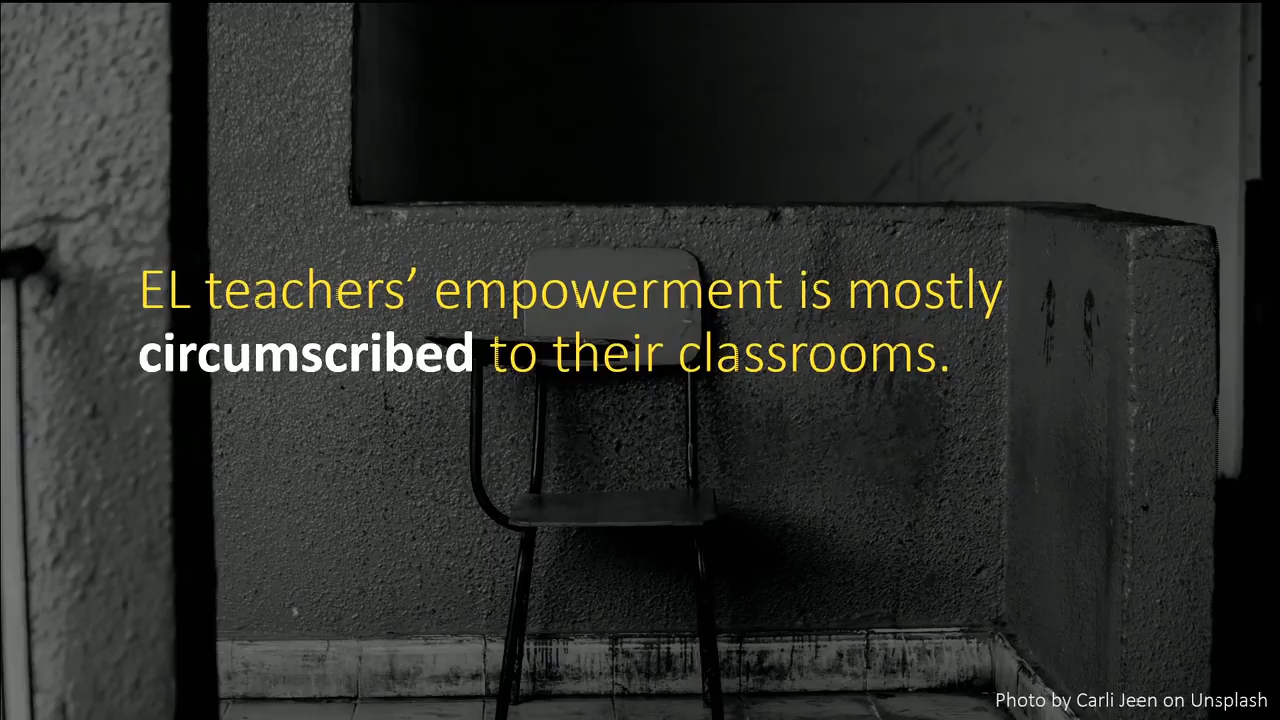 EL teachers’ empowerment is mostly
circumscribed to their classrooms.
Photo by Carli Jeen on Unsplash